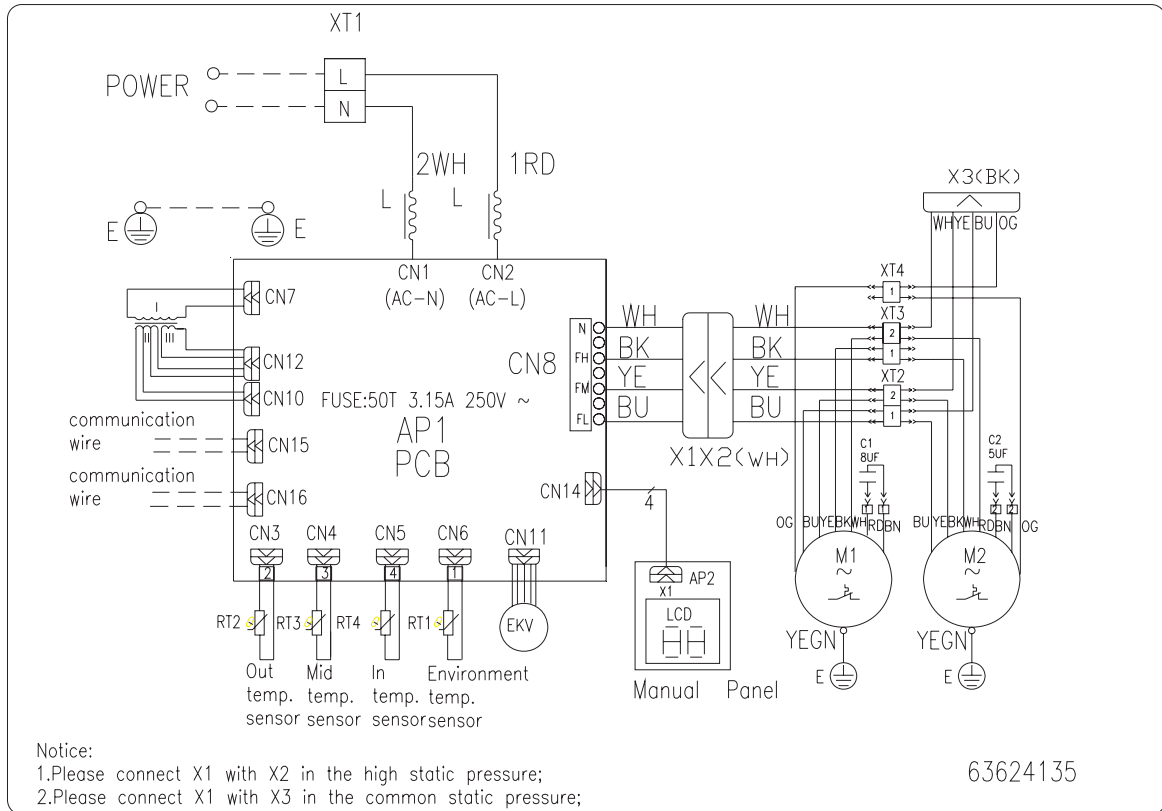 XT1
POWER
L
N
2WH 1RD
L L
E E
X3(BK)
WH YE BU OG
CN1 CN2
(AC-N) (AC-L)
CN7
I
II III
CN12
CN10
CN8
N
FH
FM
FL
WH WH
BK BK
YE YE
BU BU
X1X2(WH)
XT4
1
XT3
2
1
XT2
2
1
FUSE:50T 3.15A 250V ~
AP1
PCB
communication
wire
CN15
communication
wire
CN16
CN14
4
C1
8UF
C2
5UF
1 1
2 2
OG BU YE BK WH RD BN
BU YE BK WH RD BN OG
M1
~
M2
~
YEGN YEGN
E E
CN3 CN4 CN5 CN6 CN11
2 3 4 1
RT2 RT3 RT4 RT1
EKV
AP2
X1
LCD
Manual Panel
Out
temp.
sensor
Mid
temp.
sensor
In
temp.
sensor
Environment
temp.
sensor
Notice:
1.Please connect X1 with X2 in the high static pressure;
2.Please connect X1 with X3 in the common static pressure;
63624135